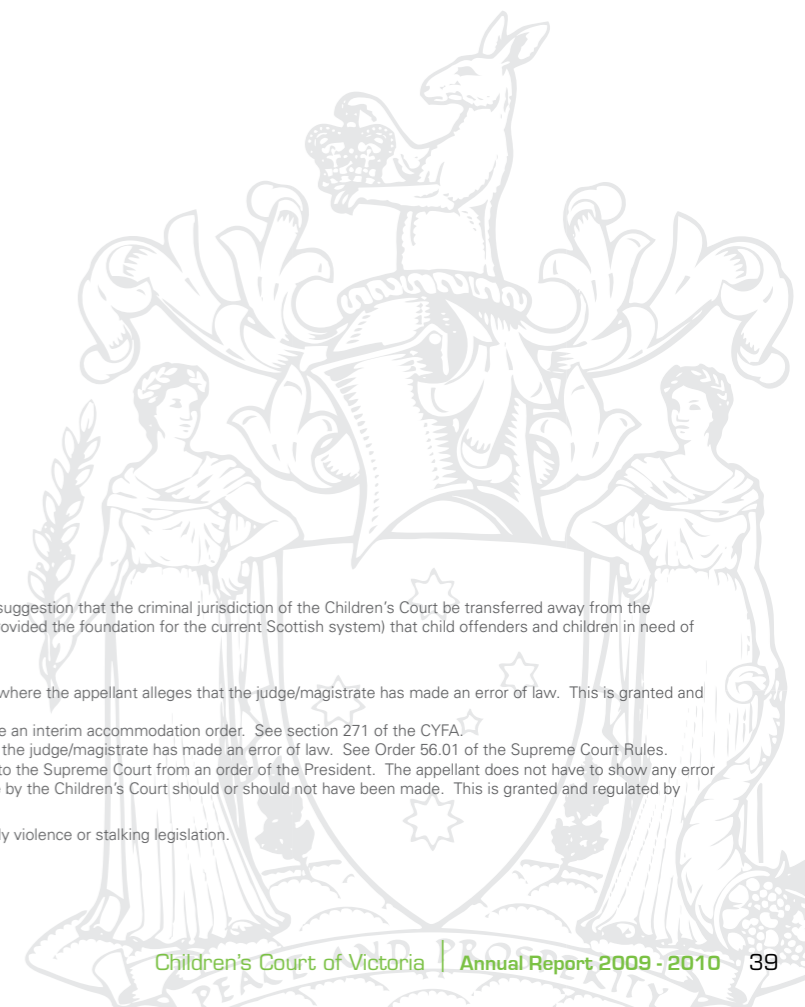 suggestion that the criminal jurisdiction of the Children's Court be transferred away from the
rovided the foundation for the current Scottish system) that child offenders and children in need of
where the appellant alleges that the judge/magistrate has made an error of law. This is granted and
e an interim accommodation order. See section 271 of the CYFA.
the judge/magistrate has made an error of law. See Order 56.01 of the Supreme Court Rules.
to the Supreme Court from an order of the President. The appellant does not have to show any error
e by the Children's Court should or should not have been made. This is granted and regulated by
ly violence or stalking legislation.
PEACE AND PROSPERITY
Children's Court of Victoria | Annual Report 2009 - 2010 39